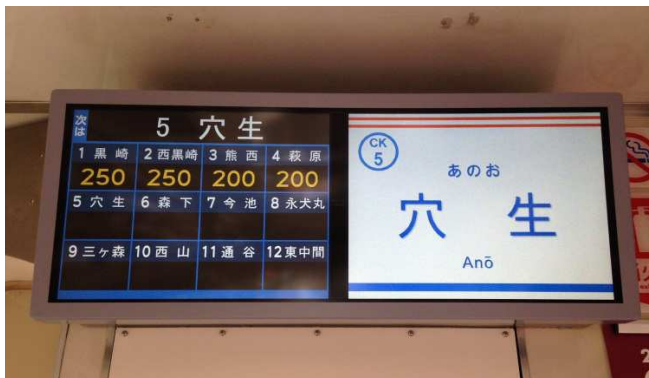 次は 5 穴生
1 黒崎 2 西黒崎 3 熊西 4 萩原
250 250 200 200
5 穴生 6 森下 7 今池 8 永犬丸
9 三ヶ森 10 西山 11 通谷 12 東中間
CK
5
あのお
穴生
Anō